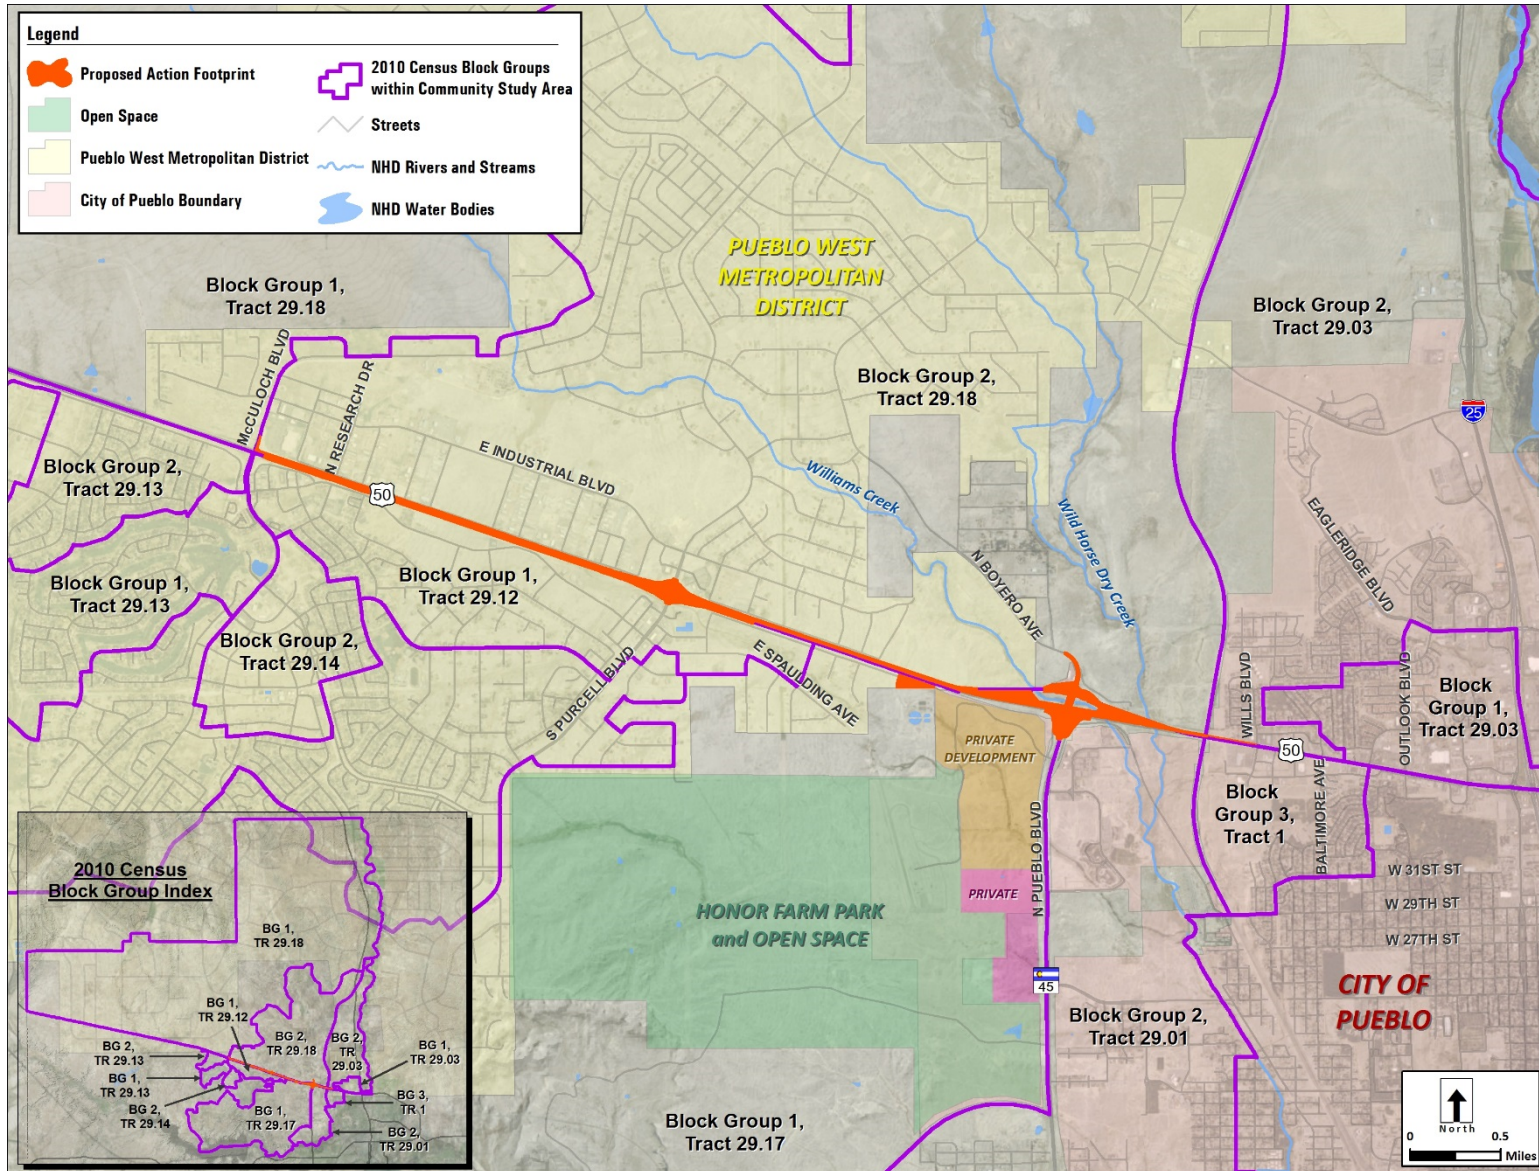 Legend
Proposed Action Footprint
Open Space
Pueblo West Metropolitan District
City of Pueblo Boundary
2010 Census Block Groups
within Community Study Area
Streets
NHD Rivers and Streams
NHD Water Bodies
PUEBLO WEST
METROPOLITAN
DISTRICT
Block Group 1,
Tract 29.18
Block Group 2,
Tract 29.03
McCULLOCH BLVD
N RESEARCH DR
Block Group 2,
Tract 29.18
25
E INDUSTRIAL BLVD
Block Group 2,
Tract 29.13
50
Williams Creek
Wild Horse Dry Creek
EAGLERIDGE BLVD
N BOYERO AVE
Block Group 1,
Tract 29.13
Block Group 1,
Tract 29.12
Block Group 2,
Tract 29.14
S PURCELL BLVD
E SPAULDING AVE
WILLS BLVD
OUTLOOK BLVD
Block
Group 1,
Tract 29.03
50
PRIVATE
DEVELOPMENT
BALTIMORE AVE
Block
Group 3,
Tract 1
N PUEBLO BLVD
W 31ST ST
PRIVATE
W 29TH ST
HONOR FARM PARK
and OPEN SPACE
W 27TH ST
45
CITY OF
PUEBLO
Block Group 2,
Tract 29.01
Block Group 1,
Tract 29.17
2010 Census
Block Group Index
BG 1,
TR 29.18
BG 1,
TR 29.12
BG 2,
TR 29.13
BG 2,
TR 29.18
BG 2,
TR
29.03
BG 1,
TR 29.03
BG 1,
TR 29.13
BG 2,
TR 29.14
BG 1,
TR 29.17
BG 3,
TR 1
BG 2,
TR 29.01
North
0 0.5
Miles